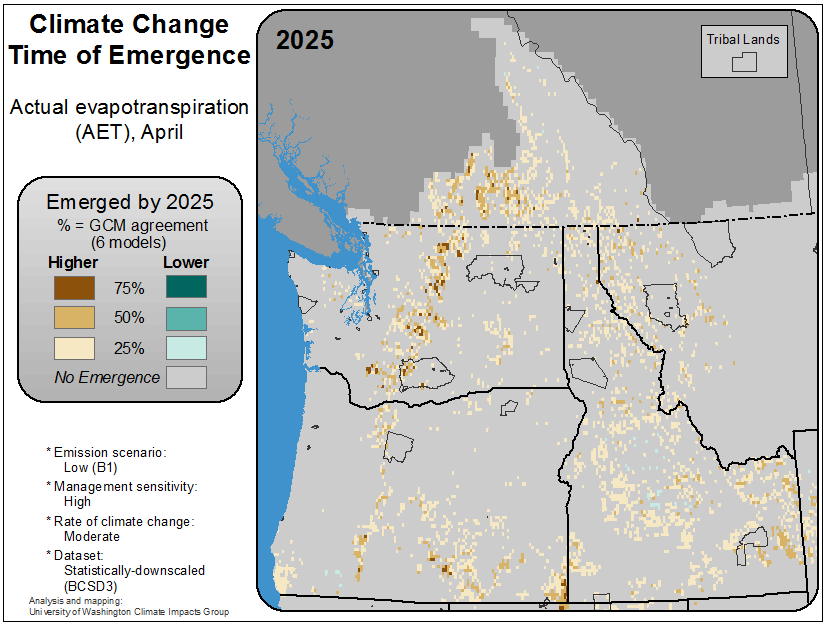 Climate Change
Time of Emergence
Actual evapotranspiration
(AET), April
Emerged by 2025
% = GCM agreement
(6 models)
Higher Lower
75%
50%
25%
No Emergence
* Emission scenario:
Low (B1)
* Management sensitivity:
High
* Rate of climate change:
Moderate
* Dataset:
Statistically-downscaled
(BCSD3)
Analysis and mapping:
University of Washington Climate Impacts Group
2025
Tribal Lands